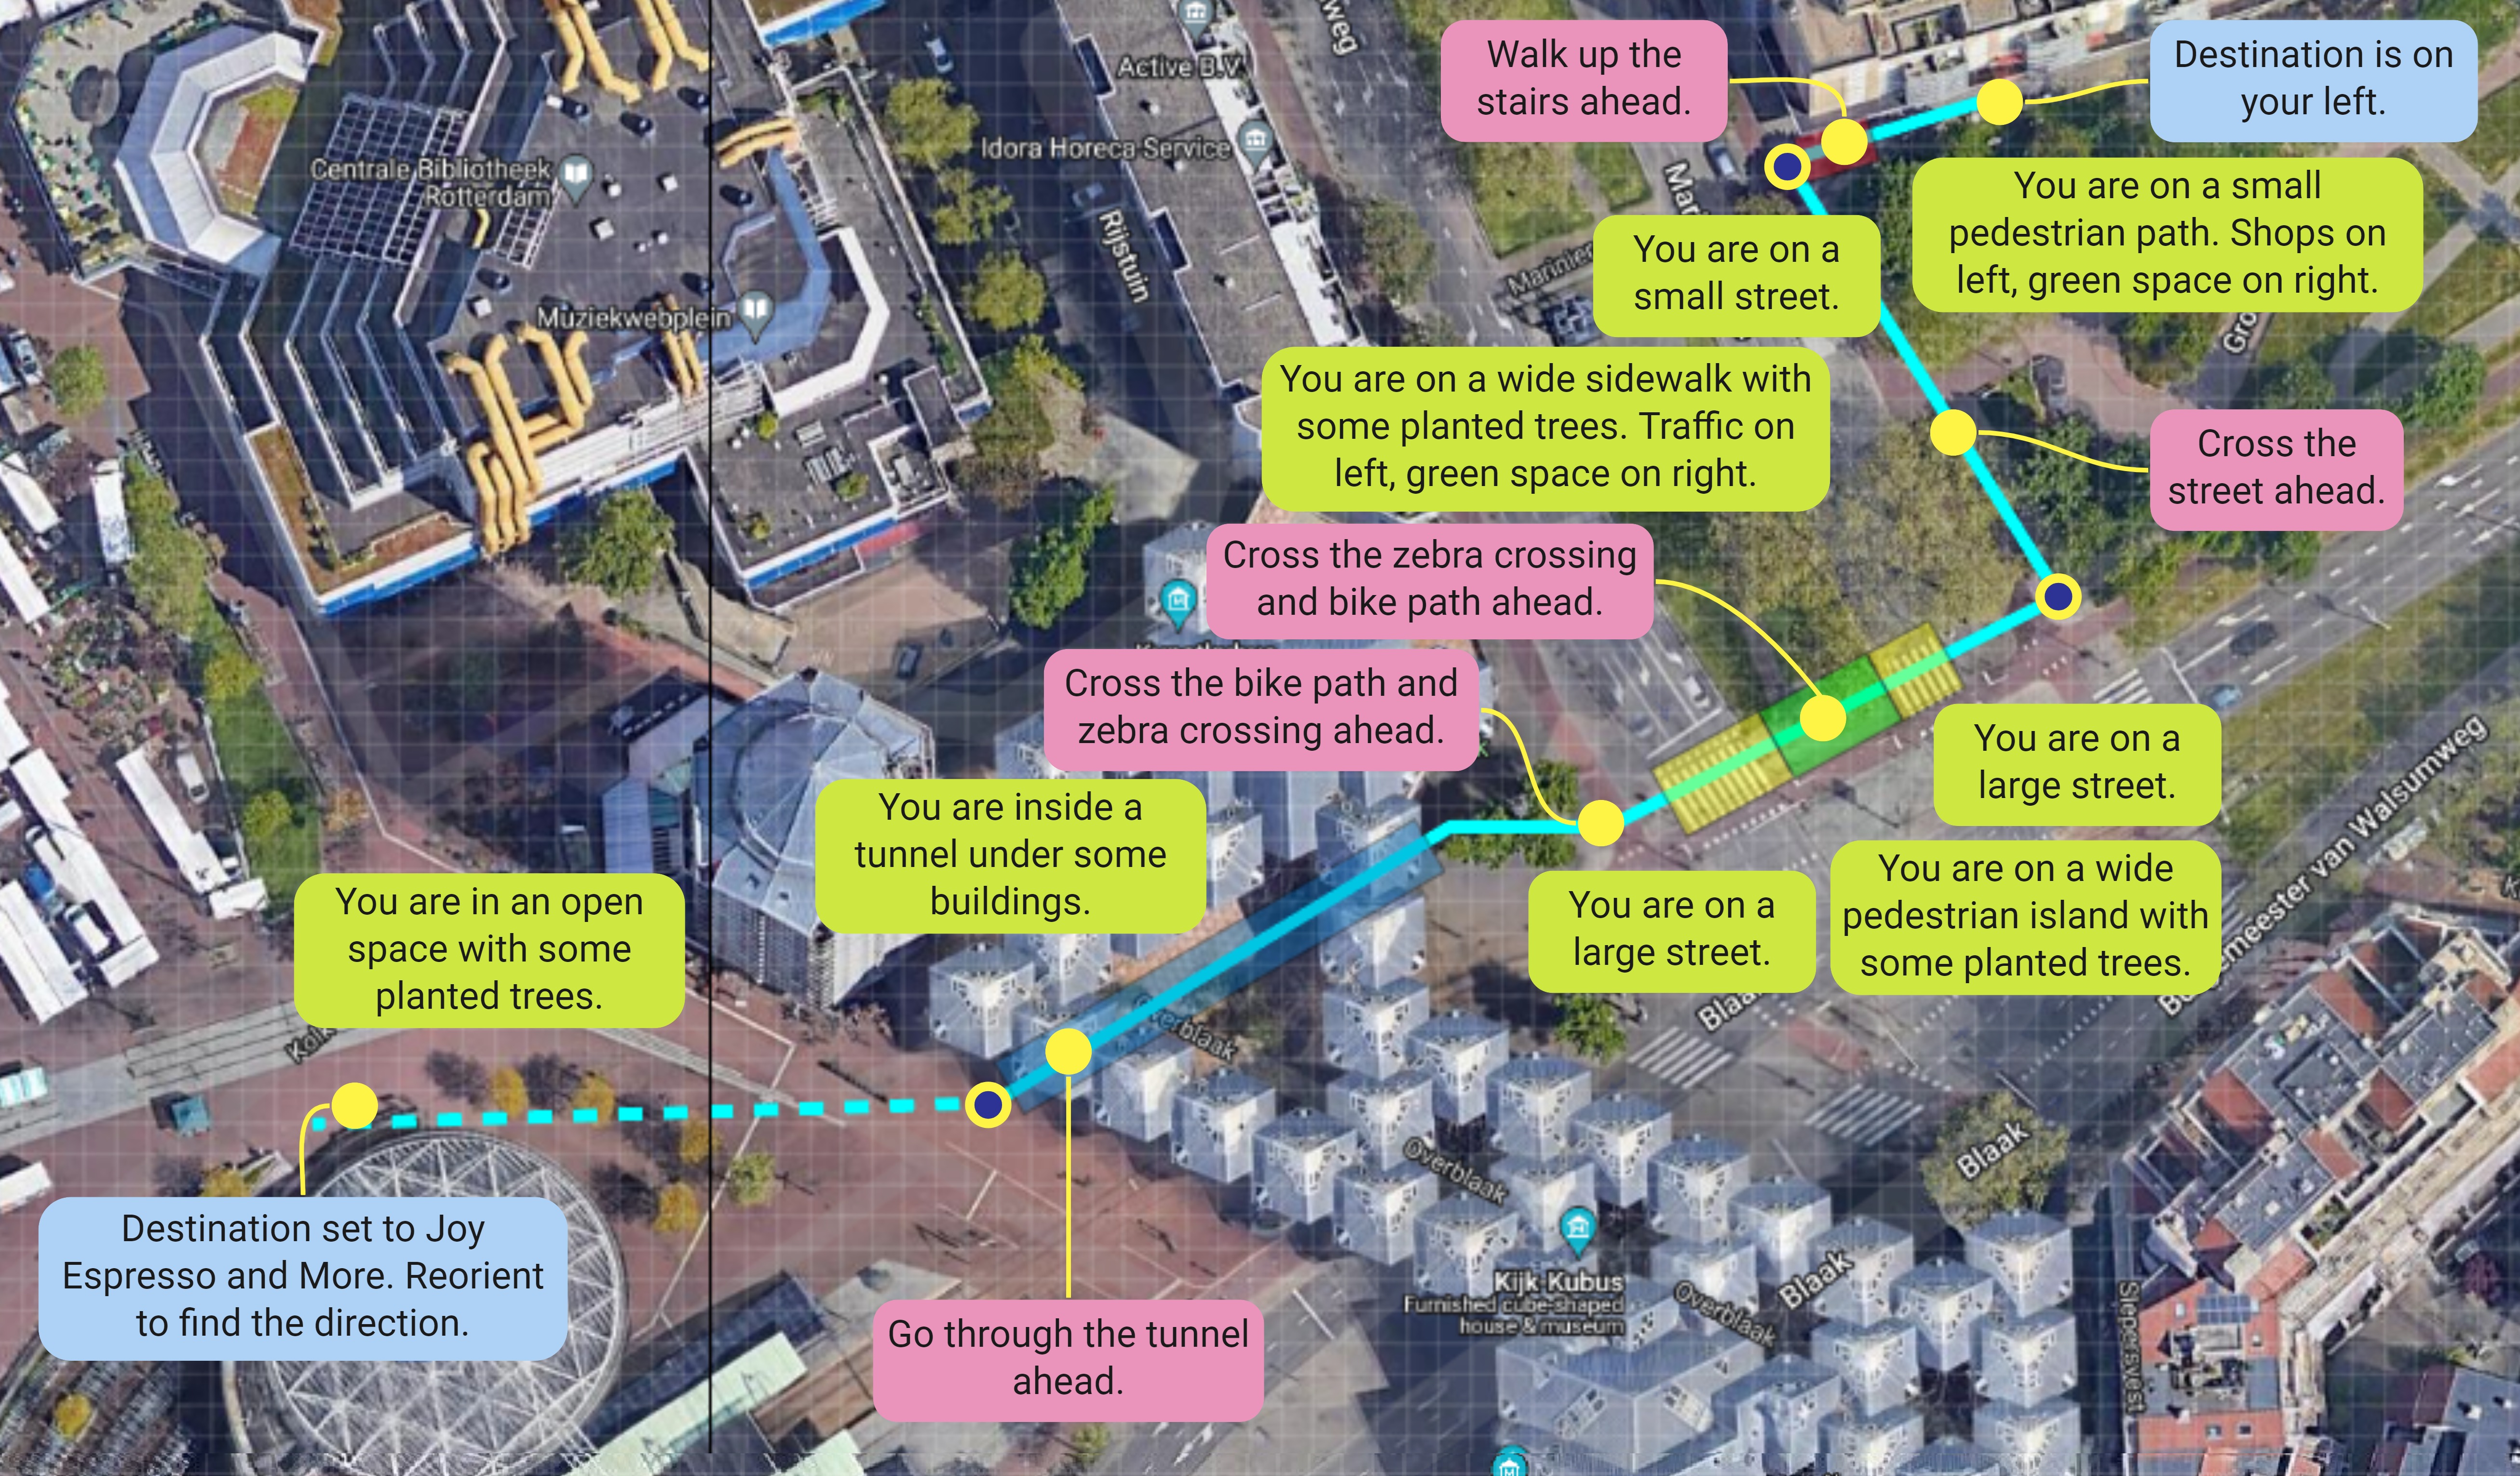 Walk up the
stairs ahead.
Destination is on
your left.
Active B.V.
Idora Horeca Service
Centrale Bibliotheek
Rotterdam
You are on a small
pedestrian path. Shops on
left, green space on right.
You are on a
small street.
Rijstuin
Muziekwebplein
You are on a wide sidewalk with
some planted trees. Traffic on
left, green space on right.
Cross the
street ahead.
Cross the zebra crossing
and bike path ahead.
Cross the bike path and
zebra crossing ahead.
You are on a
large street.
You are inside a
tunnel under some
buildings.
You are on a wide
pedestrian island with
some planted trees.
You are on a
large street.
You are in an open
space with some
planted trees.
van Walsumweg
Overblaak
Blaak
Overblaak
Destination set to Joy
Espresso and More. Reorient
to find the direction.
Kijk-Kubus
Furnished cube-shaped
house & museum
Overblaak
Blaak
Slepersvest
Go through the tunnel
ahead.